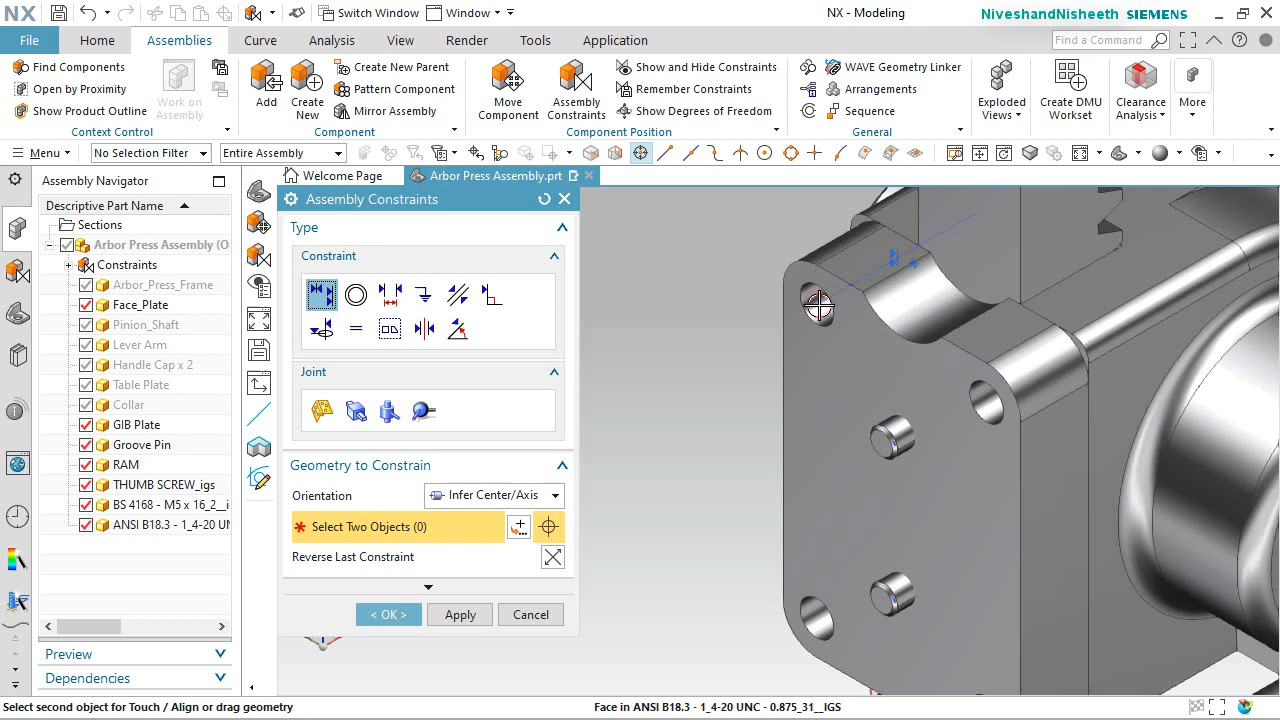 NX
Switch Window
Window
NX - Modeling
NiveshandNisheeth SIEMENS
File
Home
Assemblies
Curve
Analysis
View
Render
Tools
Application
Find a Command
Find Components
Open by Proximity
Show Product Outline
Work on Assembly
Context Control
Add
Create New
Create New Parent
Pattern Component
Mirror Assembly
Component
Move Component
Assembly Constraints
Show and Hide Constraints
Remember Constraints
Show Degrees of Freedom
Component Position
WAVE Geometry Linker
Arrangements
Sequence
General
Exploded Views
Create DMU Workset
Clearance Analysis
More
Menu
No Selection Filter
Entire Assembly
Assembly Navigator
Welcome Page
Arbor Press Assembly.prt
Descriptive Part Name
Sections
Arbor Press Assembly (O
Constraints
Arbor_Press_Frame
Face_Plate
Pinion_Shaft
Lever Arm
Handle Cap x 2
Table Plate
Collar
GIB Plate
Groove Pin
RAM
THUMB SCREW_igs
BS 4168 - M5 x 16_2__i
ANSI B18.3 - 1_4-20 UN
Preview
Dependencies
Assembly Constraints
Type
Constraint
Joint
Geometry to Constrain
Orientation
Infer Center/Axis
* Select Two Objects (0)
Reverse Last Constraint
< OK >
Apply
Cancel
Select second object for Touch / Align or drag geometry
Face in ANSI B18.3 - 1_4-20 UNC - 0.875_31__IGS